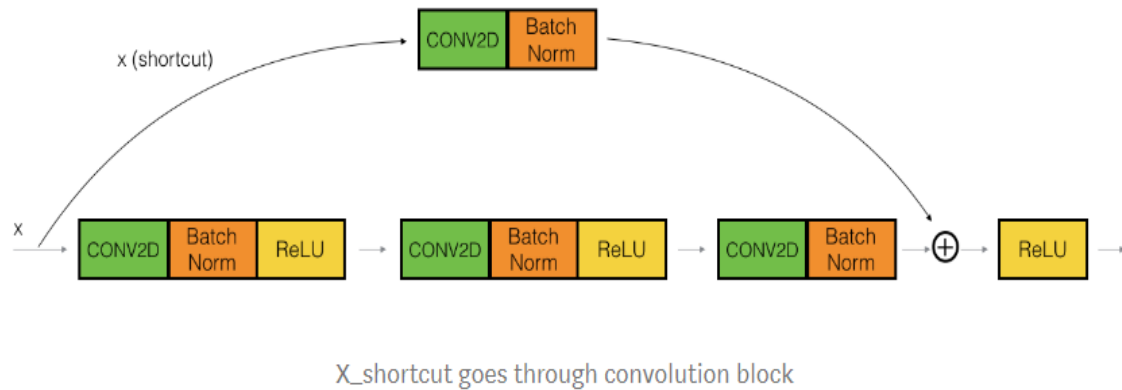 CONV2D
Batch
Norm
x (shortcut)
x
CONV2D
Batch
Norm
ReLU
CONV2D
Batch
Norm
ReLU
CONV2D
Batch
Norm
ReLU
X_shortcut goes through convolution block